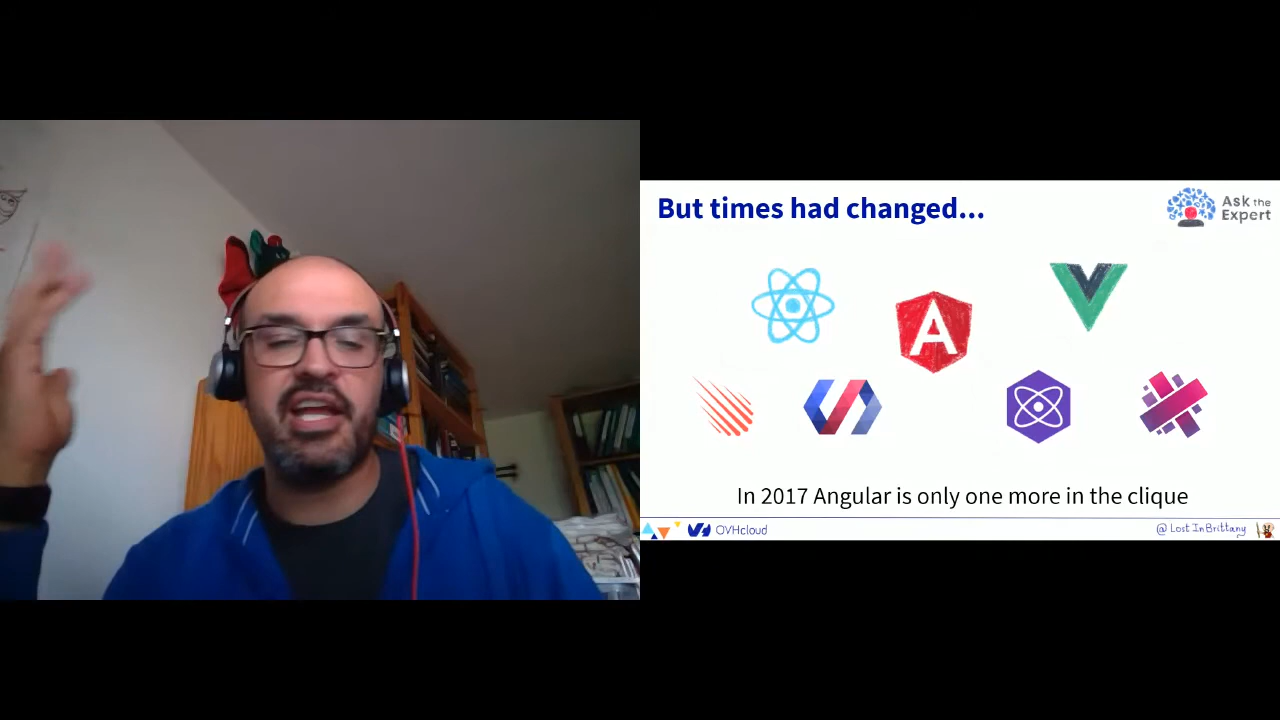 But times had changed...
Ask the
Expert
A
In 2017 Angular is only one more in the clique
OVHcloud
@LostInBrittany